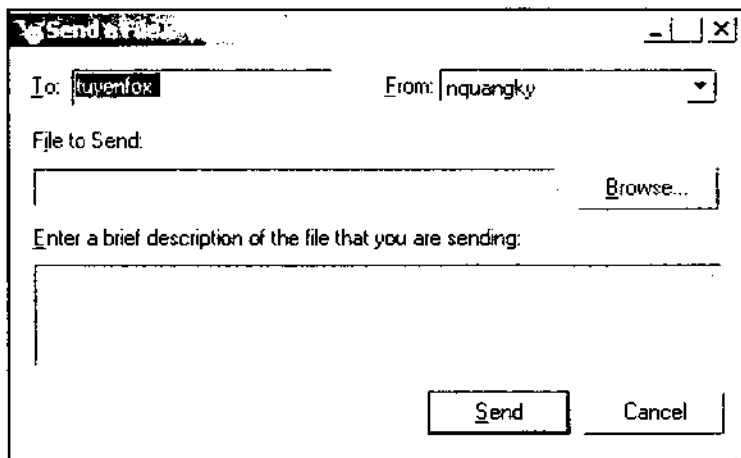 Send a File
To: tuyenfox
From: nquangky
File to Send:
Browse...
Enter a brief description of the file that you are sending:
Send
Cancel